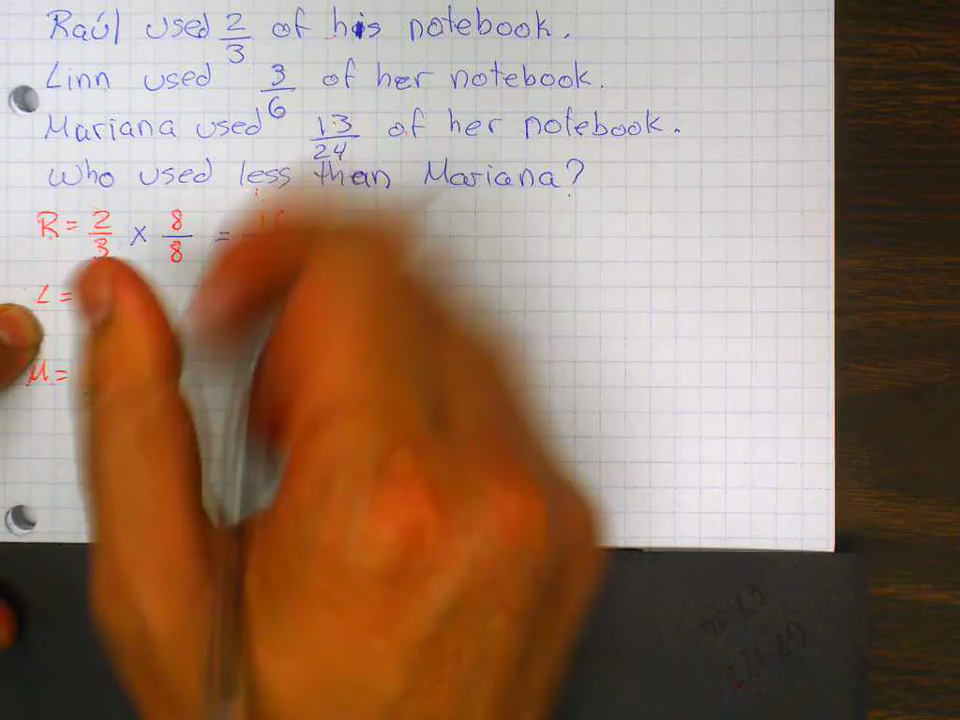 Raúl used 2/3 of his notebook.
Linn used 3/6 of her notebook.
Mariana used 13/24 of her notebook.
Who used less than Mariana?
R = 2/3 x 8/8 =
L =
M =